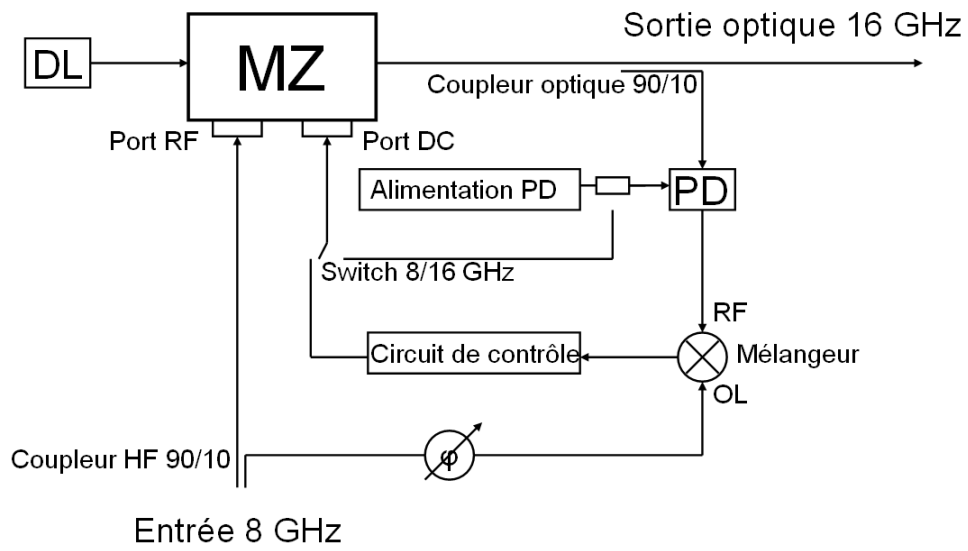 Sortie optique 16 GHz
DL
MZ
Coupleur optique 90/10
Port RF
Port DC
Alimentation PD
PD
Switch 8/16 GHz
RF
Circuit de contrôle
Mélangeur
OL
Coupleur HF 90/10
φ
Entrée 8 GHz